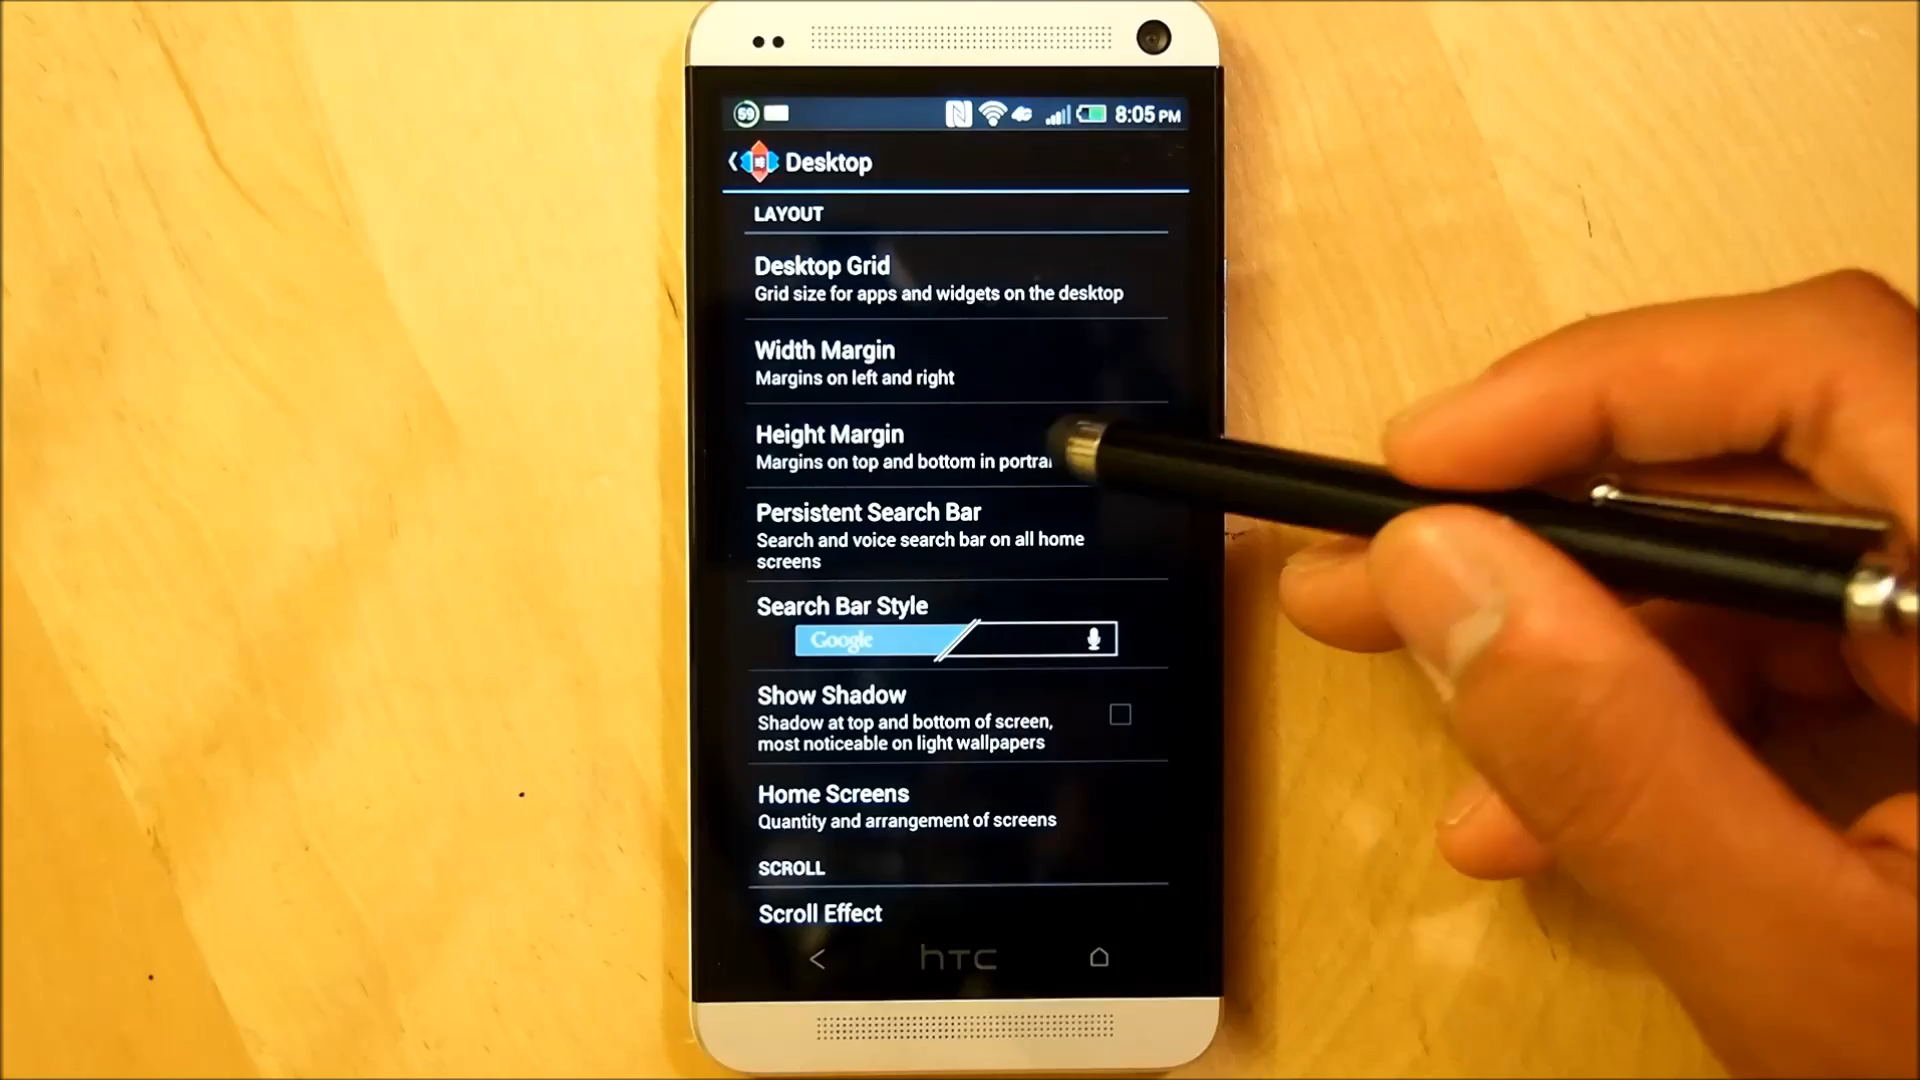 59
4G
8:05 PM
Desktop
LAYOUT
Desktop Grid
Grid size for apps and widgets on the desktop
Width Margin
Margins on left and right
Height Margin
Margins on top and bottom in
Persistent Search Bar
Search and voice search bar on all home
screens
Search Bar Style
Google
Show Shadow
Shadow at top and bottom of screen,
most noticeable on light wallpapers
Home Screens
Quantity and arrangement of screens
SCROLL
Scroll Effect
hTC